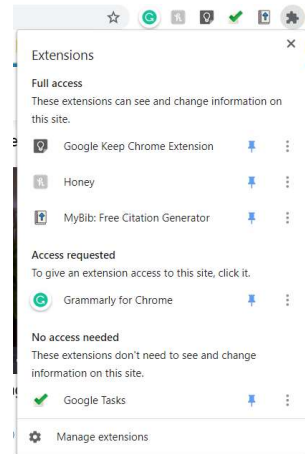 Extensions
Full access
These extensions can see and change information on
this site.
Google Keep Chrome Extension
Honey
MyBib: Free Citation Generator
Access requested
To give an extension access to this site, click it.
Grammarly for Chrome
No access needed
These extensions don't need to see and change
information on this site.
Google Tasks
Manage extensions